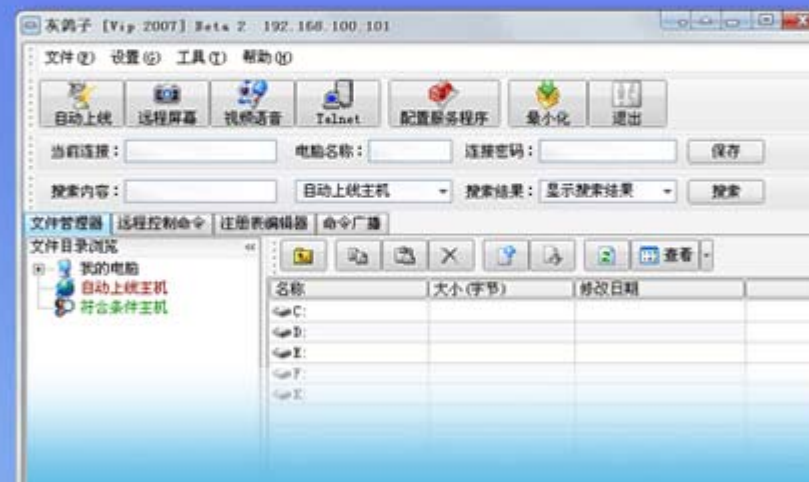 灰鸽子 [Vip 2007] Beta 2 192.168.100.101
文件(F) 设置(G) 工具(T) 帮助(H)
自动上线 远程屏幕 视频语音 Telnet 配置服务程序 最小化 退出
当前连接: 电脑名称: 连接密码: 保存
搜索内容: 自动上线主机 搜索结果: 显示搜索结果 搜索
文件管理器 远程控制命令 注册表编辑器 命令广播
文件目录浏览 « 查看
我的电脑
自动上线主机
符合条件主机
名称 大小(字节) 修改日期
C:
D:
E:
F: